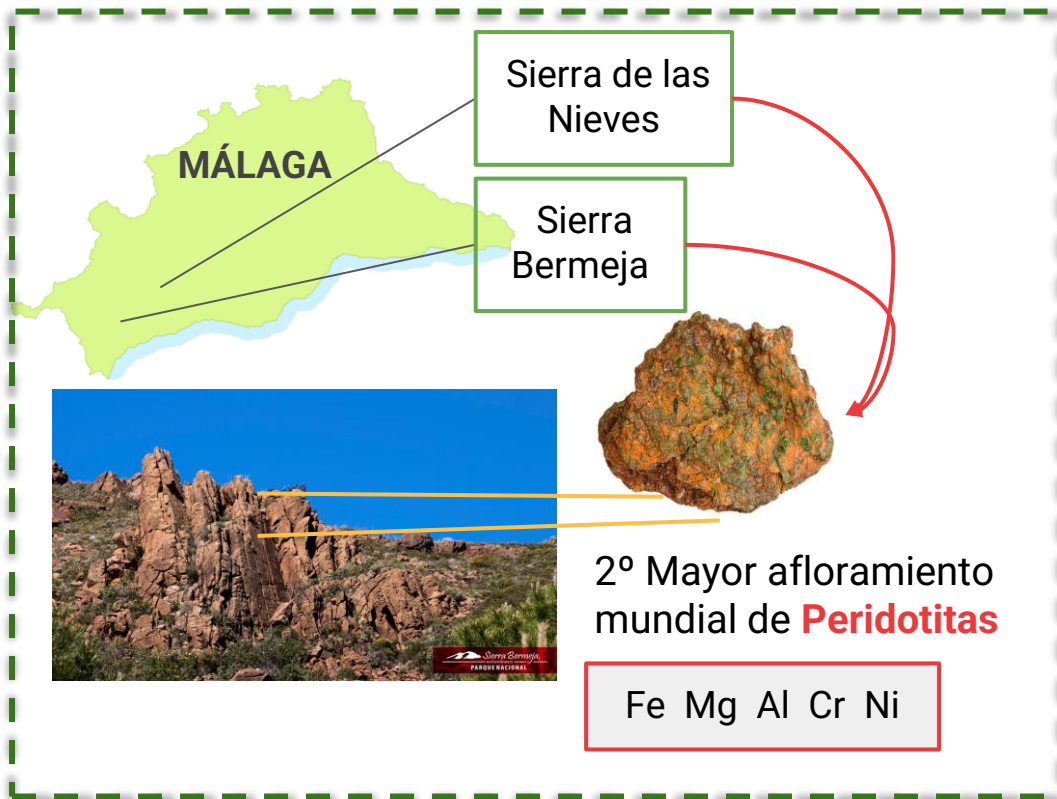 Sierra de las
Nieves
MÁLAGA
Sierra
Bermeja
Sierra Bermeja,
PARQUE NACIONAL
2º Mayor afloramiento
mundial de Peridotitas
Fe Mg Al Cr Ni